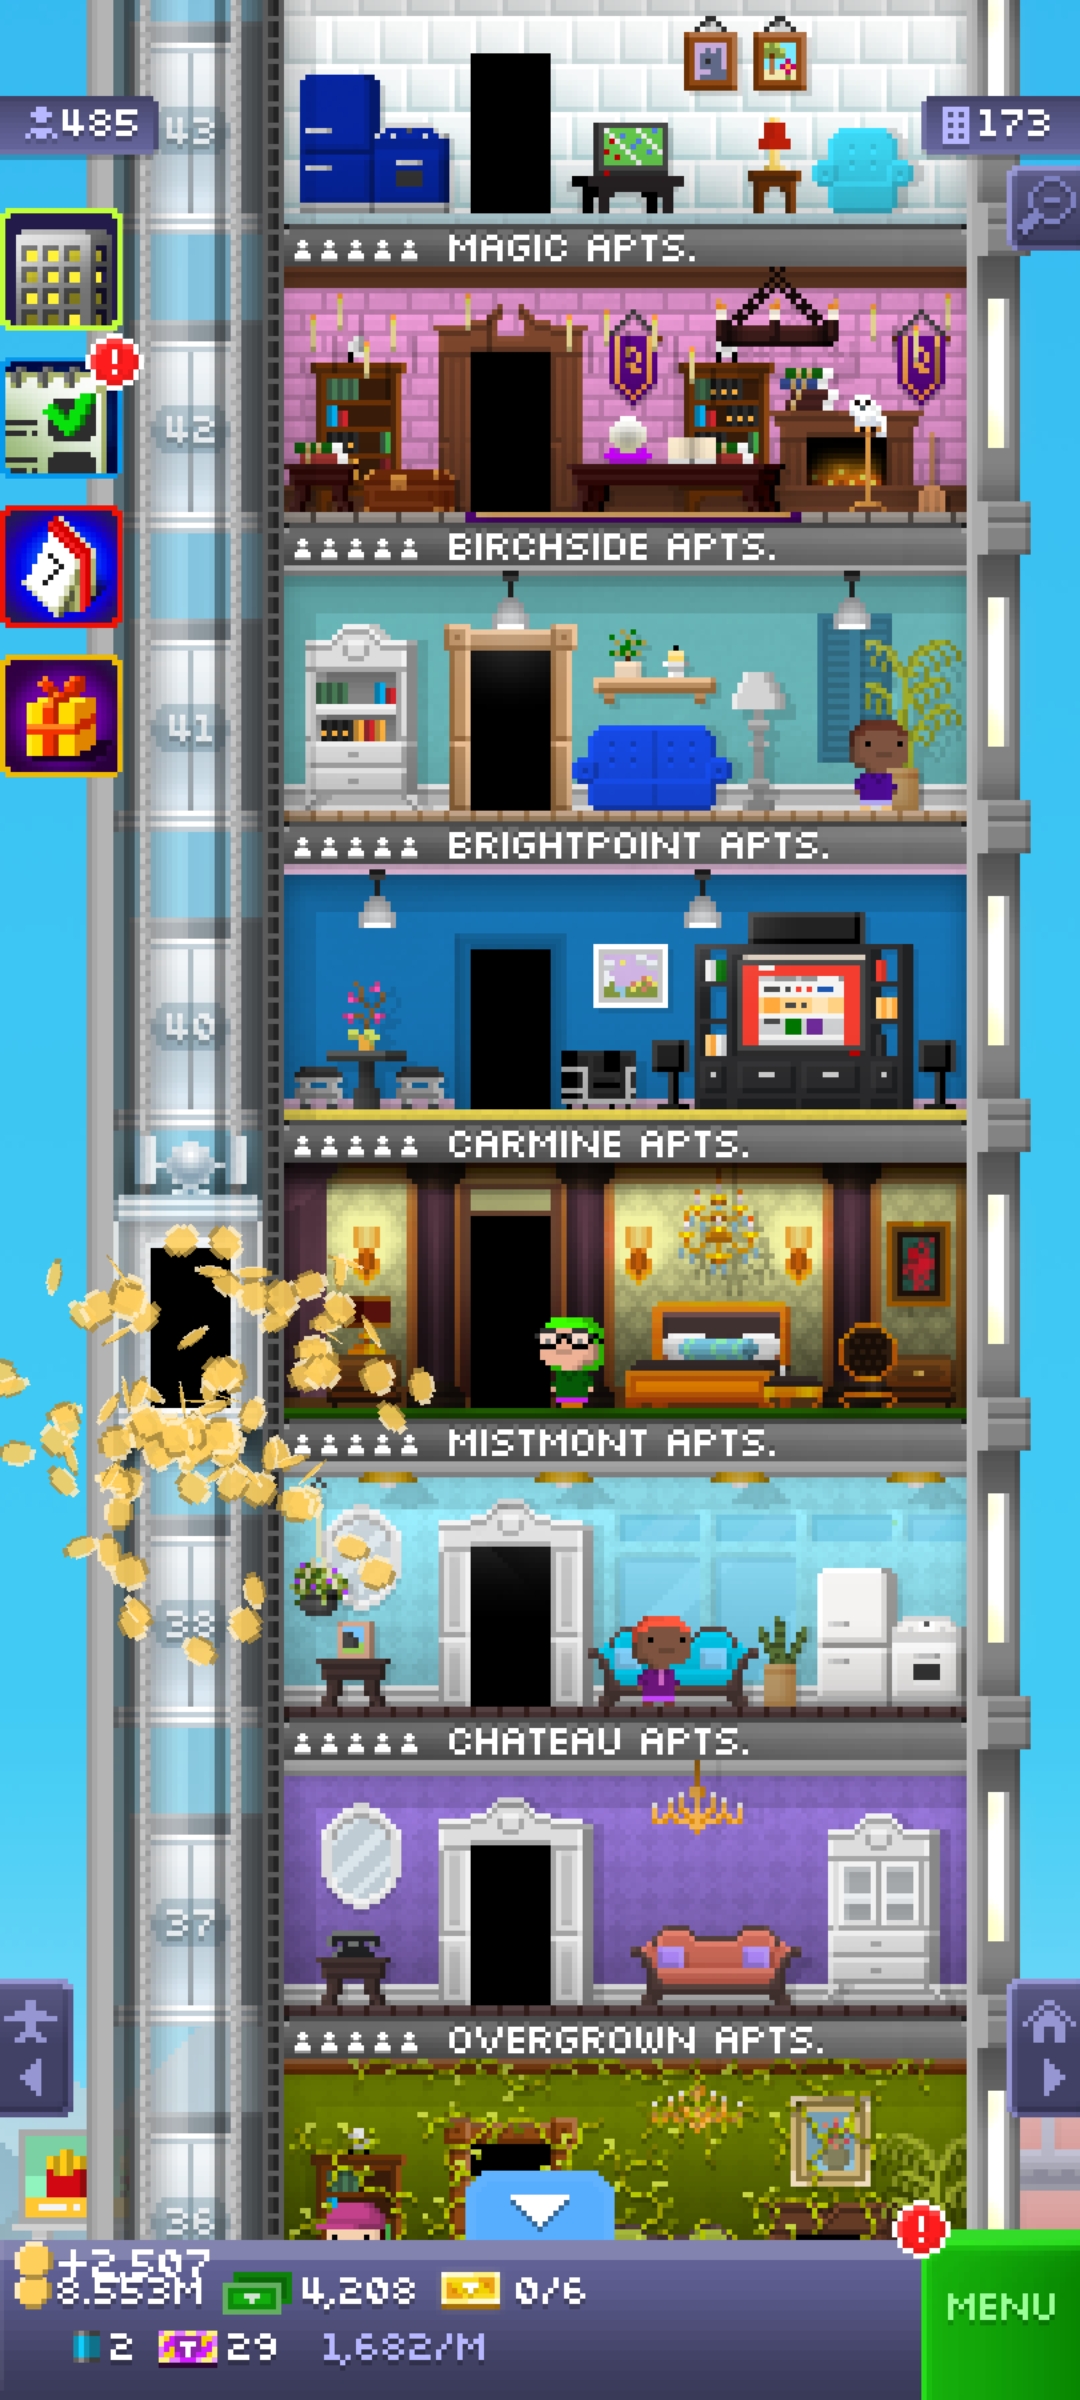 485
43
173
MAGIC APTS.
42
BIRCHSIDE APTS.
41
BRIGHTPOINT APTS.
40
CARMINE APTS.
MISTMONT APTS.
38
CHATEAU APTS.
37
OVERGROWN APTS.
36
+2,507
8.553M
4,208
0/6
MENU
2
T
29
1,682/M